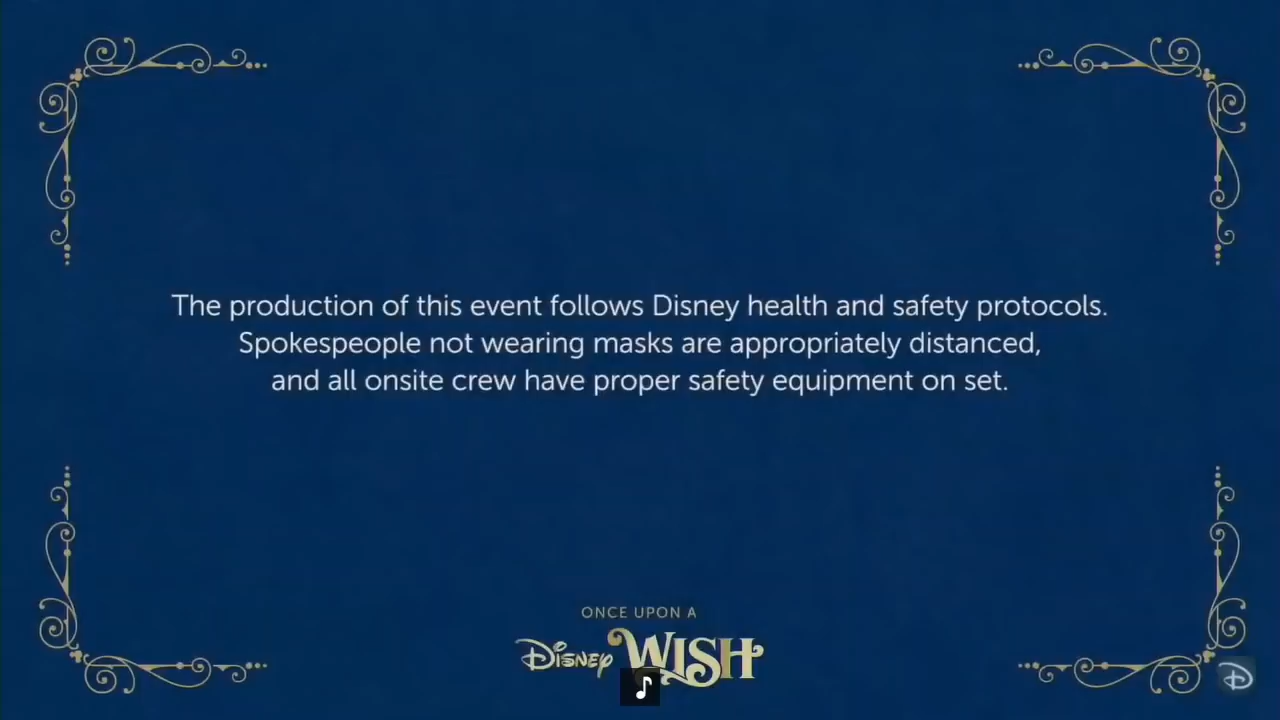 The production of this event follows Disney health and safety protocols.
Spokespeople not wearing masks are appropriately distanced,
and all onsite crew have proper safety equipment on set.
ONCE UPON A
Disney WISH
♪
D